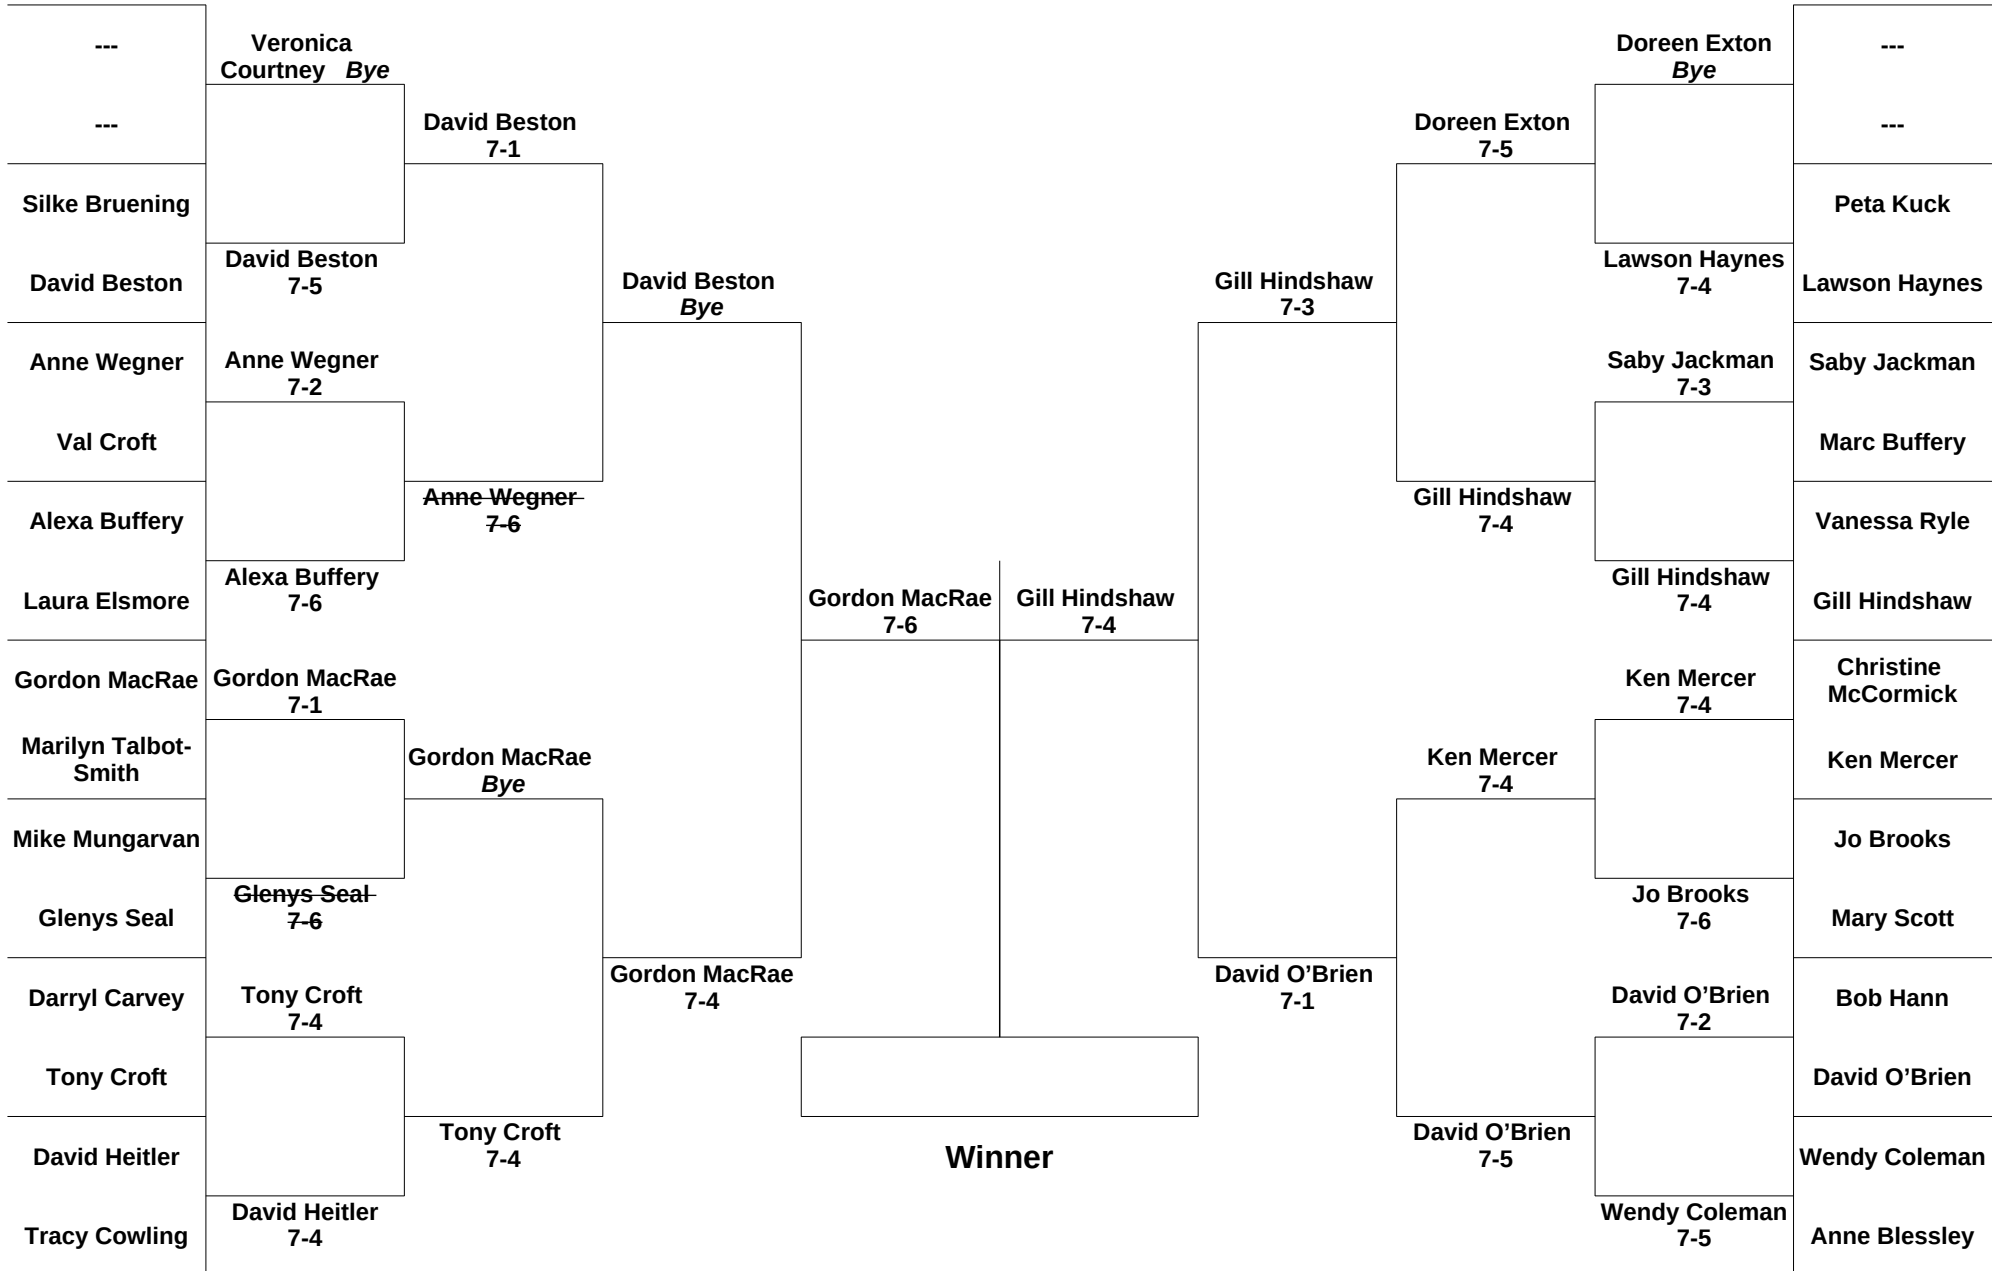 ---
---
Silke Bruening
David Beston
Anne Wegner
Val Croft
Alexa Buffery
Laura Elsmore
Gordon MacRae
Marilyn Talbot-
Smith
Mike Mungarvan
Glenys Seal
Darryl Carvey
Tony Croft
David Heitler
Tracy Cowling
Veronica
Courtney Bye
David Beston
7-5
Anne Wegner
7-2
Alexa Buffery
7-6
Gordon MacRae
7-1
Glenys Seal
7-6
Tony Croft
7-4
David Heitler
7-4
David Beston
7-1
Anne Wegner
7-6
Gordon MacRae
Bye
Tony Croft
7-4
David Beston
Bye
Gordon MacRae
7-4
Gordon MacRae
7-6
Gill Hindshaw
7-4
Winner
Gill Hindshaw
7-3
David O’Brien
7-1
Doreen Exton
7-5
Gill Hindshaw
7-4
Ken Mercer
7-4
David O’Brien
7-5
Doreen Exton
Bye
Lawson Haynes
7-4
Saby Jackman
7-3
Gill Hindshaw
7-4
Ken Mercer
7-4
Jo Brooks
7-6
David O’Brien
7-2
Wendy Coleman
7-5
---
---
Peta Kuck
Lawson Haynes
Saby Jackman
Marc Buffery
Vanessa Ryle
Gill Hindshaw
Christine
McCormick
Ken Mercer
Jo Brooks
Mary Scott
Bob Hann
David O’Brien
Wendy Coleman
Anne Blessley